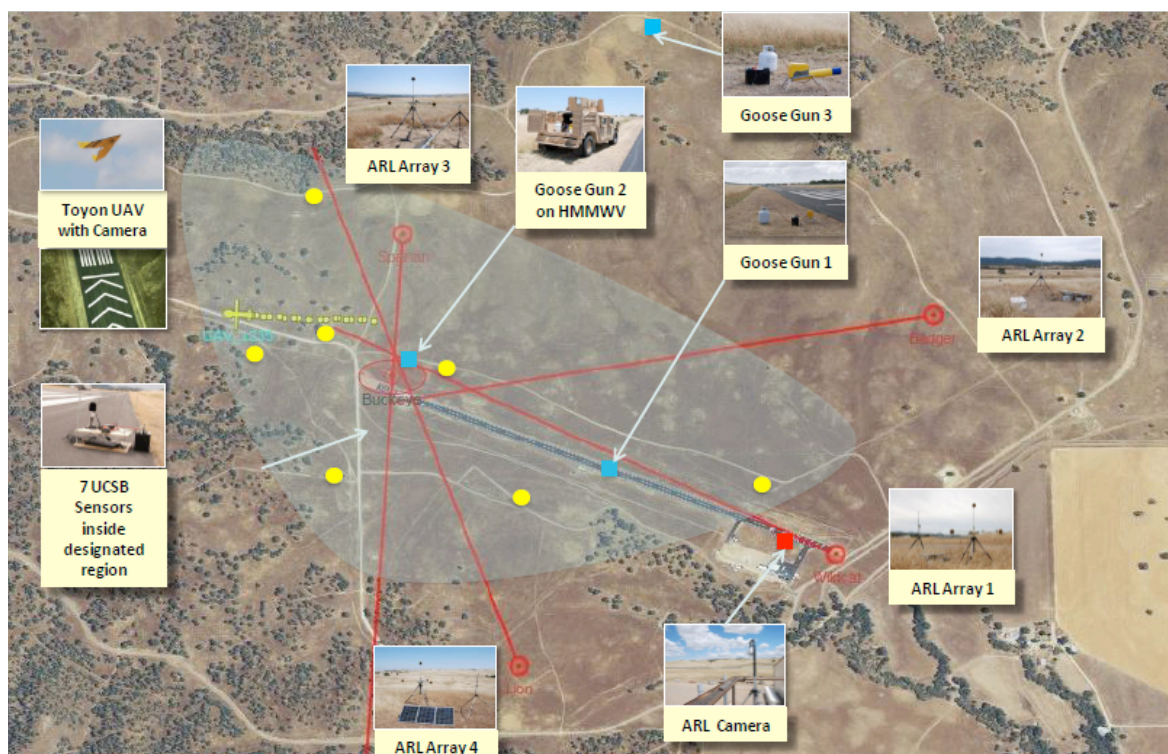 Goose Gun 3
ARL Array 3
Goose Gun 2
on HMMWV
Toyon UAV
with Camera
Goose Gun 1
Spartan
ARL Array 2
Badger
Buckeye
7 UCSB
Sensors
inside
designated
region
ARL Array 1
Wildcat
Lion
ARL Camera
ARL Array 4